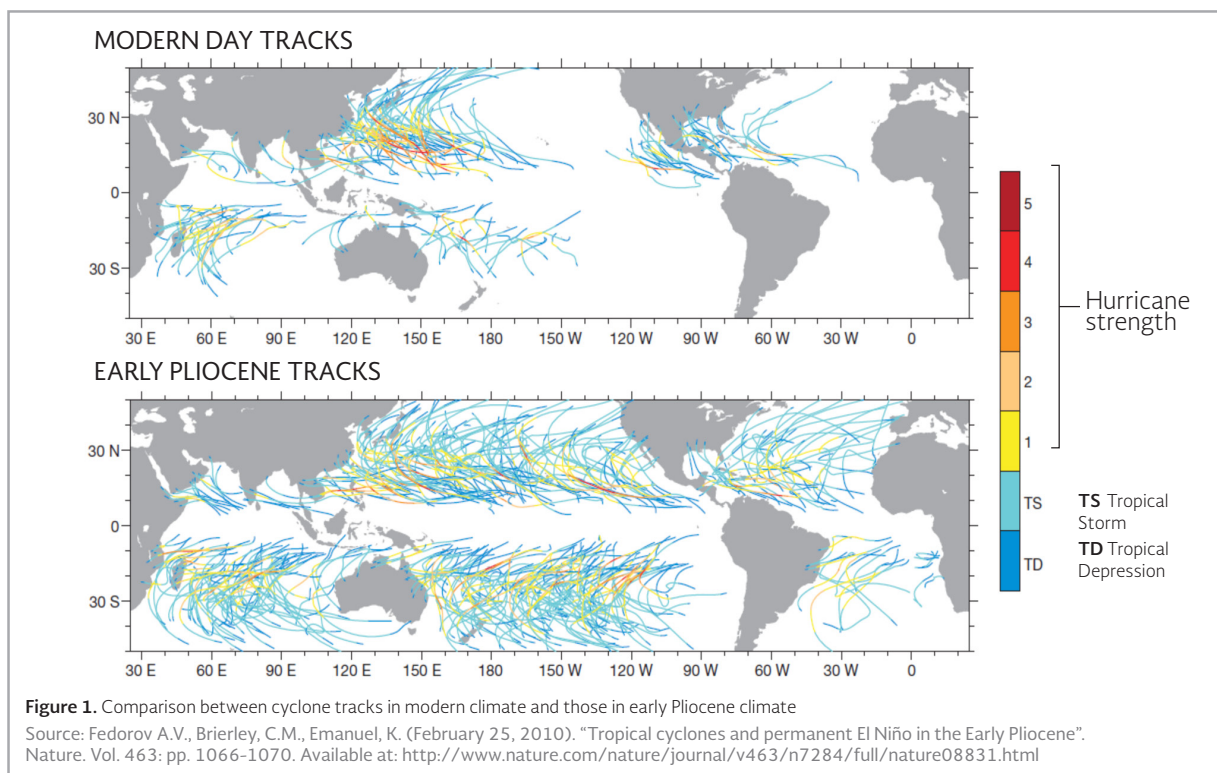 MODERN DAY TRACKS
30 N
0
30 S
30 E 60 E 90 E 120 E 150 E 180 150 W 120 W 90 W 60 W 30 W 0
EARLY PLIOCENE TRACKS
30 N
0
30 S
30 E 60 E 90 E 120 E 150 E 180 150 W 120 W 90 W 60 W 30 W 0
5
4
3
2
1
TS
TD
Hurricane
strength
TS Tropical
Storm
TD Tropical
Depression
Figure 1. Comparison between cyclone tracks in modern climate and those in early Pliocene climate
Source: Fedorov A.V., Brierley, C.M., Emanuel, K. (February 25, 2010). “Tropical cyclones and permanent El Niño in the Early Pliocene”.
Nature. Vol. 463: pp. 1066-1070. Available at: http://www.nature.com/nature/journal/v463/n7284/full/nature08831.html